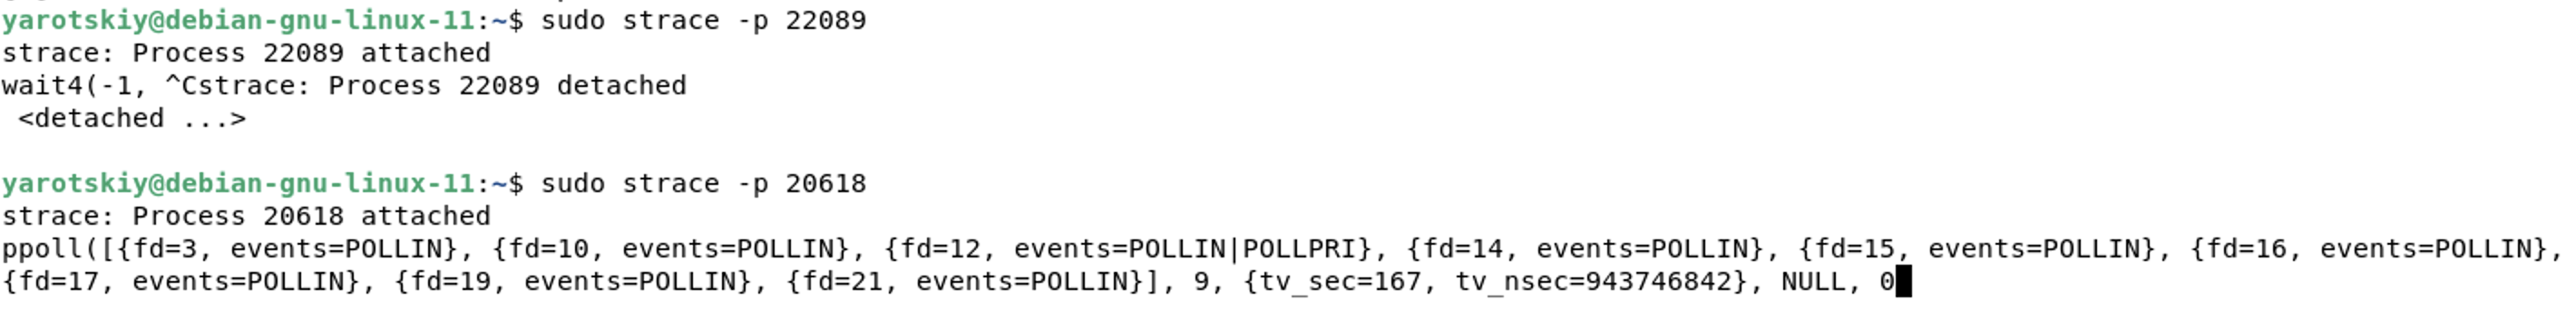 yarotskiy@debian-gnu-linux-11:~$ sudo strace -p 22089
strace: Process 22089 attached
wait4(-1, ^Cstrace: Process 22089 detached
 <detached ...>

yarotskiy@debian-gnu-linux-11:~$ sudo strace -p 20618
strace: Process 20618 attached
ppoll([{fd=3, events=POLLIN}, {fd=10, events=POLLIN}, {fd=12, events=POLLIN|POLLPRI}, {fd=14, events=POLLIN}, {fd=15, events=POLLIN}, {fd=16, events=POLLIN},
{fd=17, events=POLLIN}, {fd=19, events=POLLIN}, {fd=21, events=POLLIN}], 9, {tv_sec=167, tv_nsec=943746842}, NULL, 0